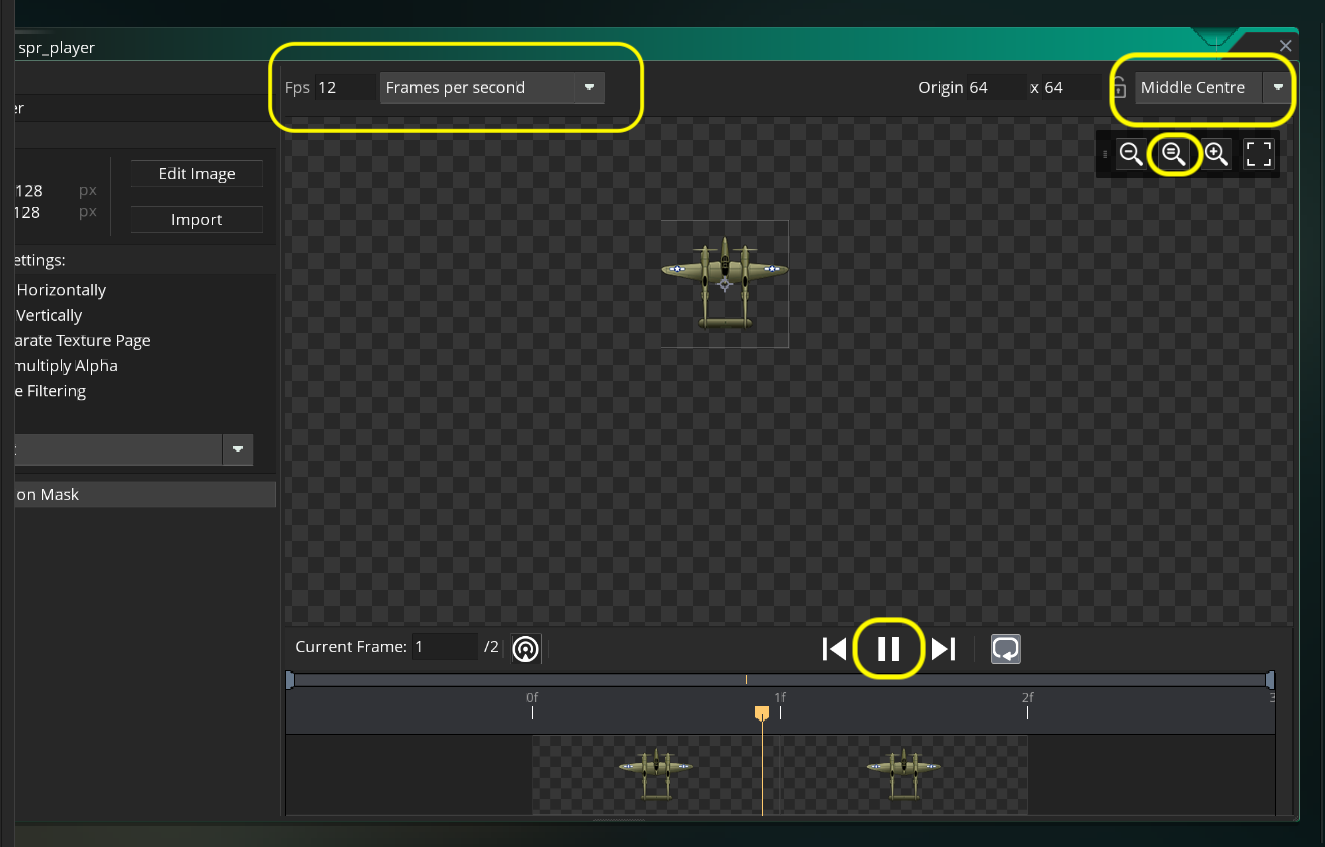 spr_player
Fps 12 Frames per second
Origin 64 x 64 Middle Centre
er
Edit Image
128 px
128 px
Import
ettings:
Horizontally
Vertically
arate Texture Page
multiply Alpha
e Filtering
on Mask
Current Frame: 1 /2
0f 1f 2f 3